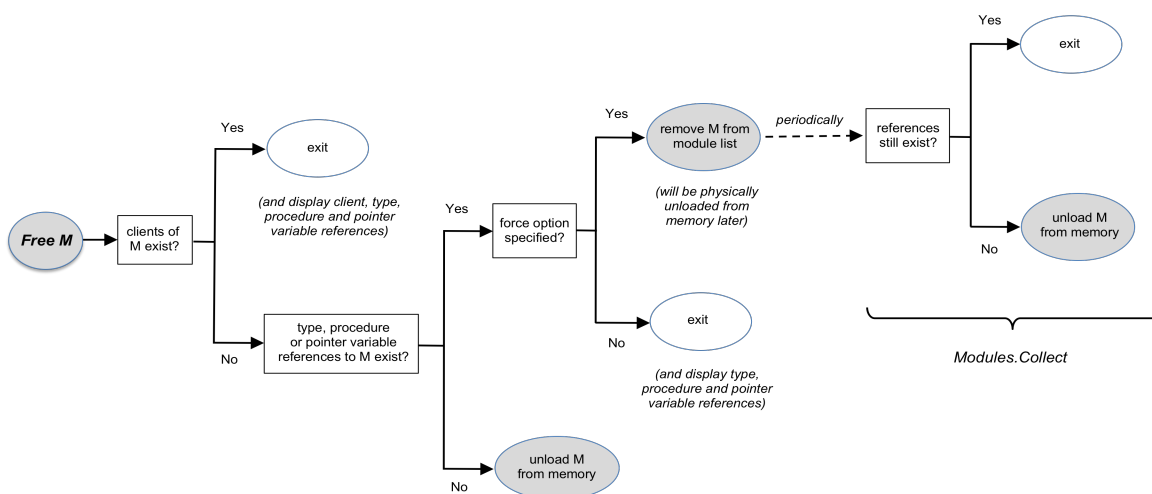 Free M
clients of
M exist?
Yes
exit
(and display client, type,
procedure and pointer
variable references)
No
type, procedure
or pointer variable
references to M exist?
Yes
force option
specified?
Yes
remove M from
module list
(will be physically
unloaded from
memory later)
No
exit
(and display type,
procedure and pointer
variable references)
No
unload M
from memory
periodically
references
still exist?
Yes
exit
No
unload M
from memory
Modules.Collect